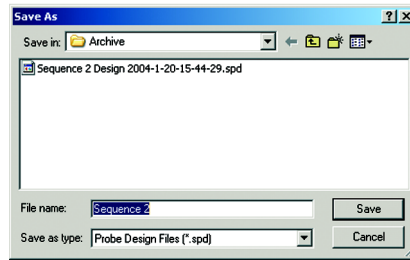 Save As ? X
Save in: Archive
Sequence 2 Design 2004-1-20-15-44-29.spd
File name: Sequence 2 Save
Save as type: Probe Design Files (*.spd) Cancel